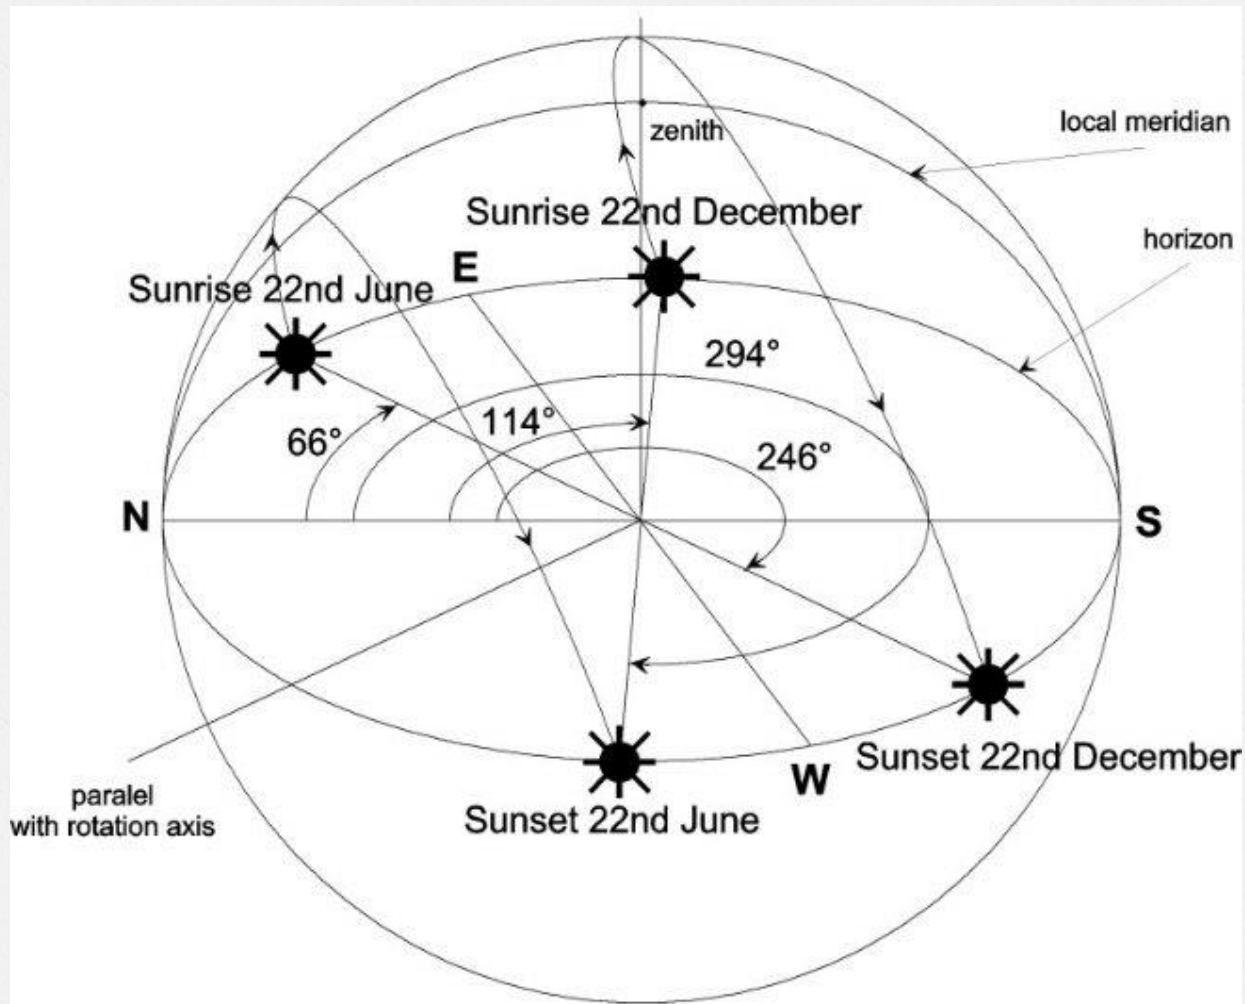 local meridian
zenith
Sunrise 22nd December
horizon
E
Sunrise 22nd June
294°
114°
66°
246°
N
S
Sunset 22nd December
W
paralel
with rotation axis
Sunset 22nd June